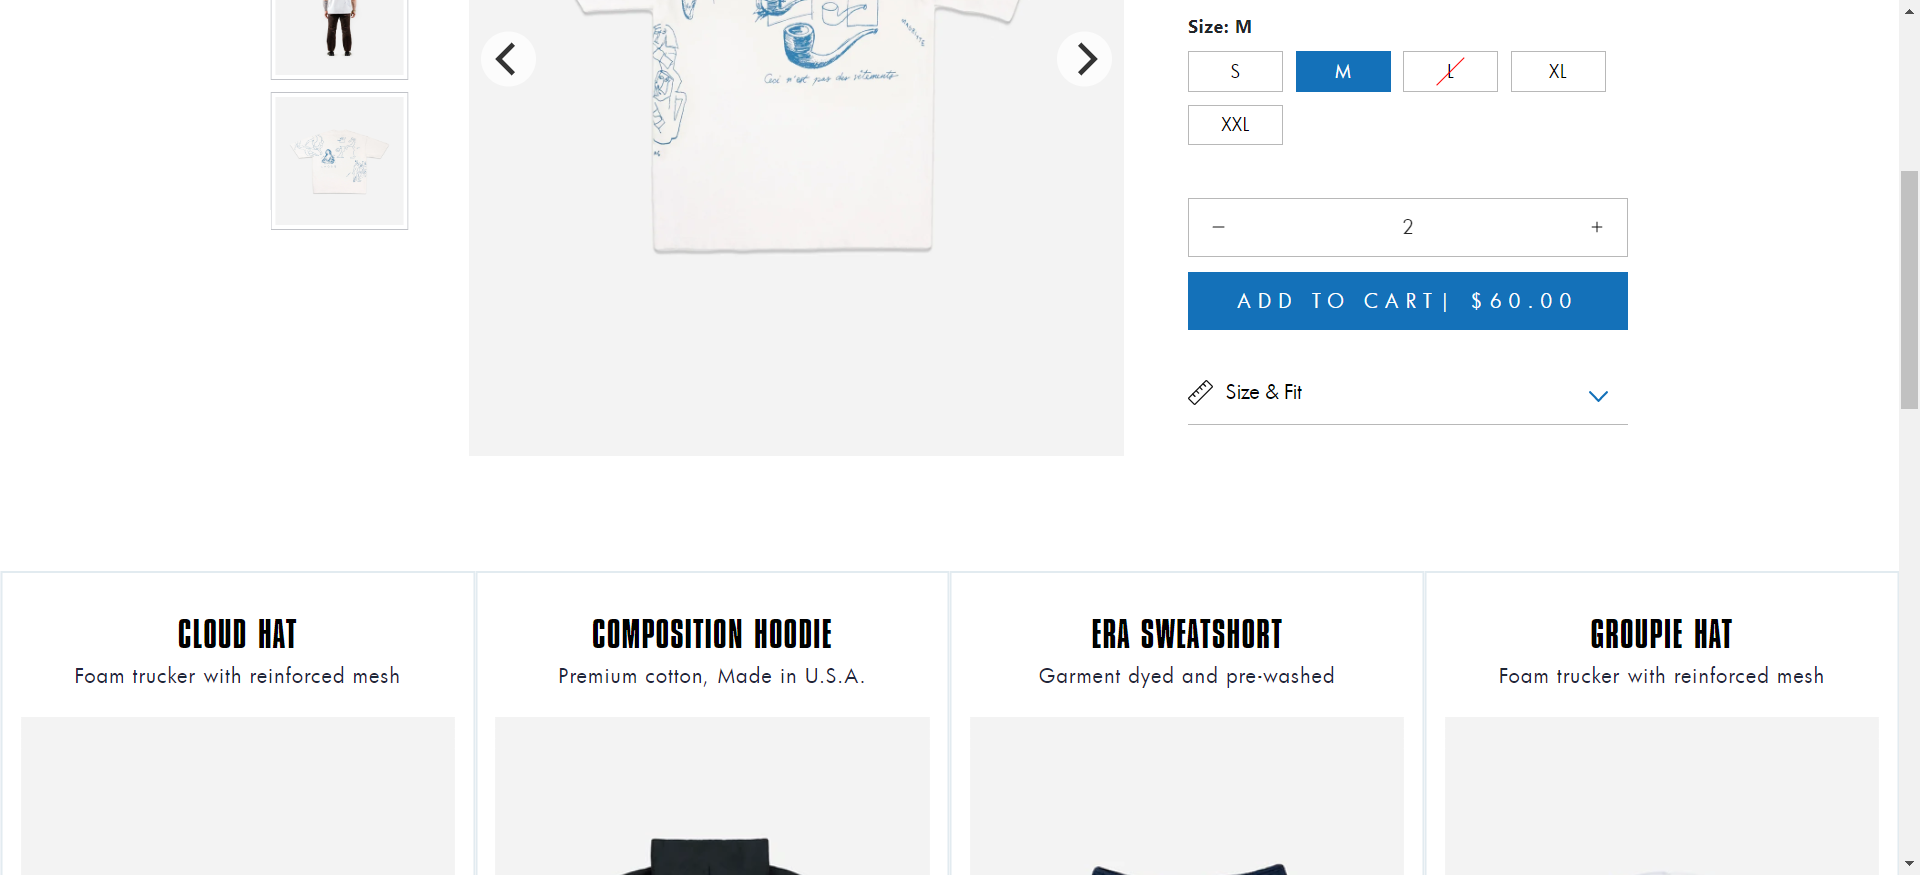 Ceci n'est pas des vêtements
Size: M
S
M
L
XL
XXL
2
ADD TO CART| $60.00
Size & Fit
CLOUD HAT
Foam trucker with reinforced mesh
COMPOSITION HOODIE
Premium cotton, Made in U.S.A.
ERA SWEATSHORT
Garment dyed and pre-washed
GROUPIE HAT
Foam trucker with reinforced mesh